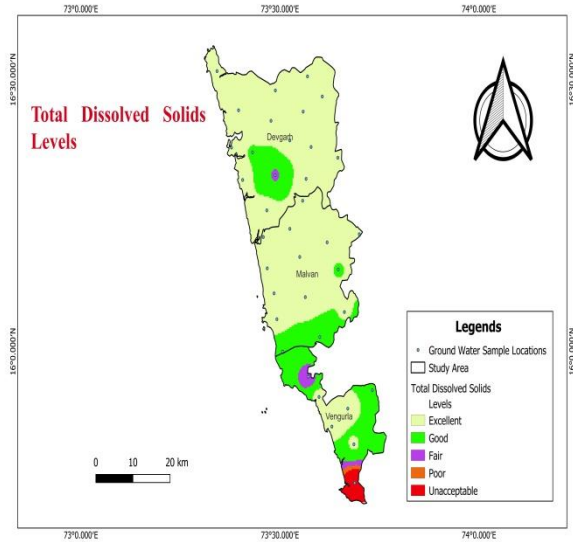 73°0.000'E 73°30.000'E 74°0.000'E
16°30.000'N 16°30.000'N
Total Dissolved Solids
Levels
Devgarh
Malvan
Legends
Ground Water Sample Locations
Study Area
Total Dissolved Solids
Levels
Excellent
Good
Fair
Poor
Unacceptable
16°0.000'N 16°0.000'N
Vengurla
0 10 20 km
73°0.000'E 73°30.000'E 74°0.000'E